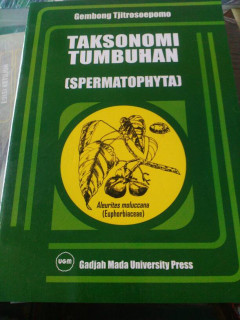 Gembong Tjitrosoepomo
TAKSONOMI
TUMBUHAN
(SPERMATOPHYTA)
Aleurites moluccana
(Euphorbiaceae)
UGM
Gadjah Mada University Press